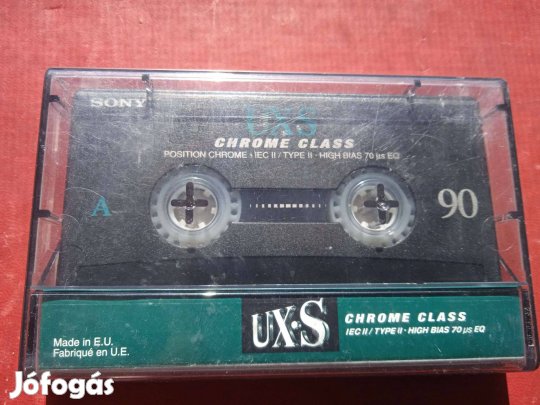 SONY
UX·S
CHROME CLASS
POSITION CHROME · IEC II / TYPE II · HIGH BIAS 70 µs EQ
A
90
UX·S
CHROME CLASS
IEC II / TYPE II · HIGH BIAS 70 µs EQ
Made in E.U.
Fabriqué en U.E.
Jófogás